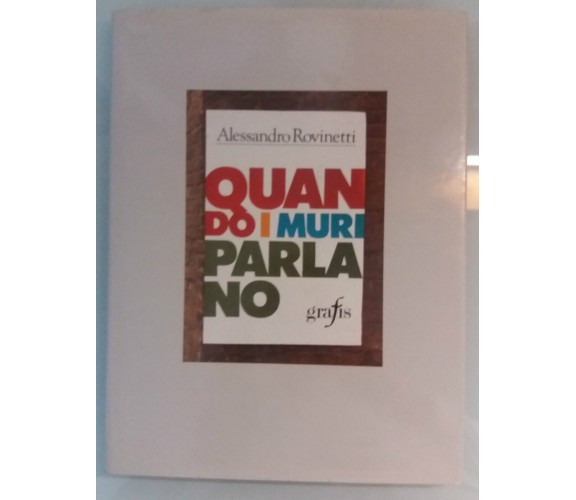 Alessandro Rovinetti
QUAN
DO I MURI
PARLA
NO
grafis